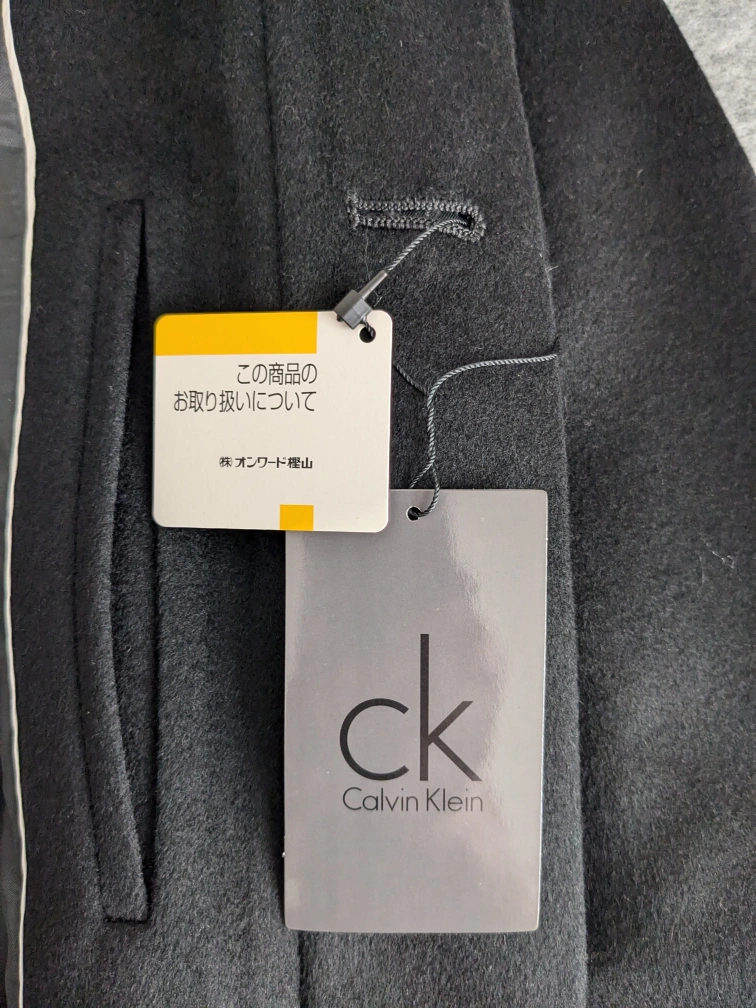 この商品の
お取り扱いについて
㈱オンワード樫山
ck
Calvin Klein